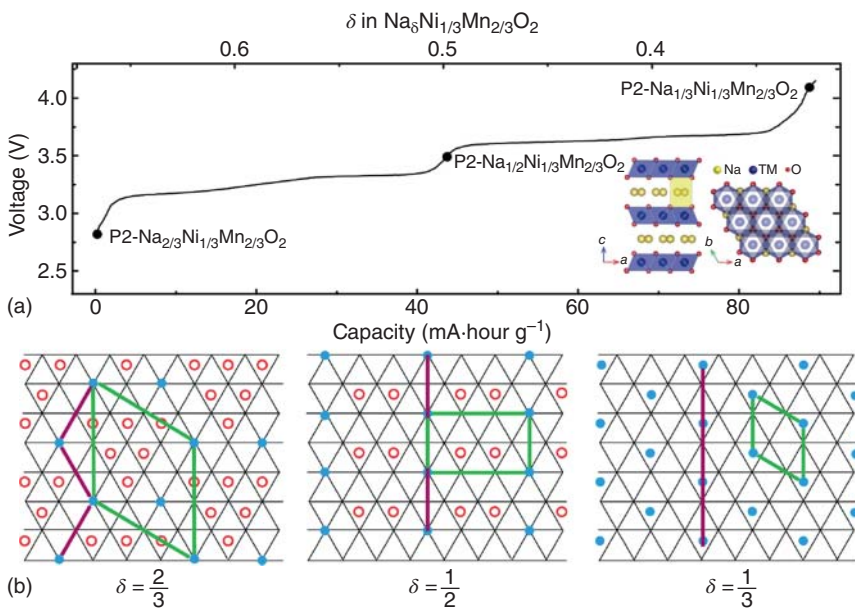 δ in NaδNi1/3Mn2/3O2
0.6 0.5 0.4
4.0
3.5
3.0
2.5
Voltage (V)
P2-Na1/3Ni1/3Mn2/3O2
P2-Na1/2Ni1/3Mn2/3O2
P2-Na2/3Ni1/3Mn2/3O2
Na TM O
c a b a
(a)
0 20 40 60 80
Capacity (mA·hour g−1)
(b)
δ = 2/3 δ = 1/2 δ = 1/3